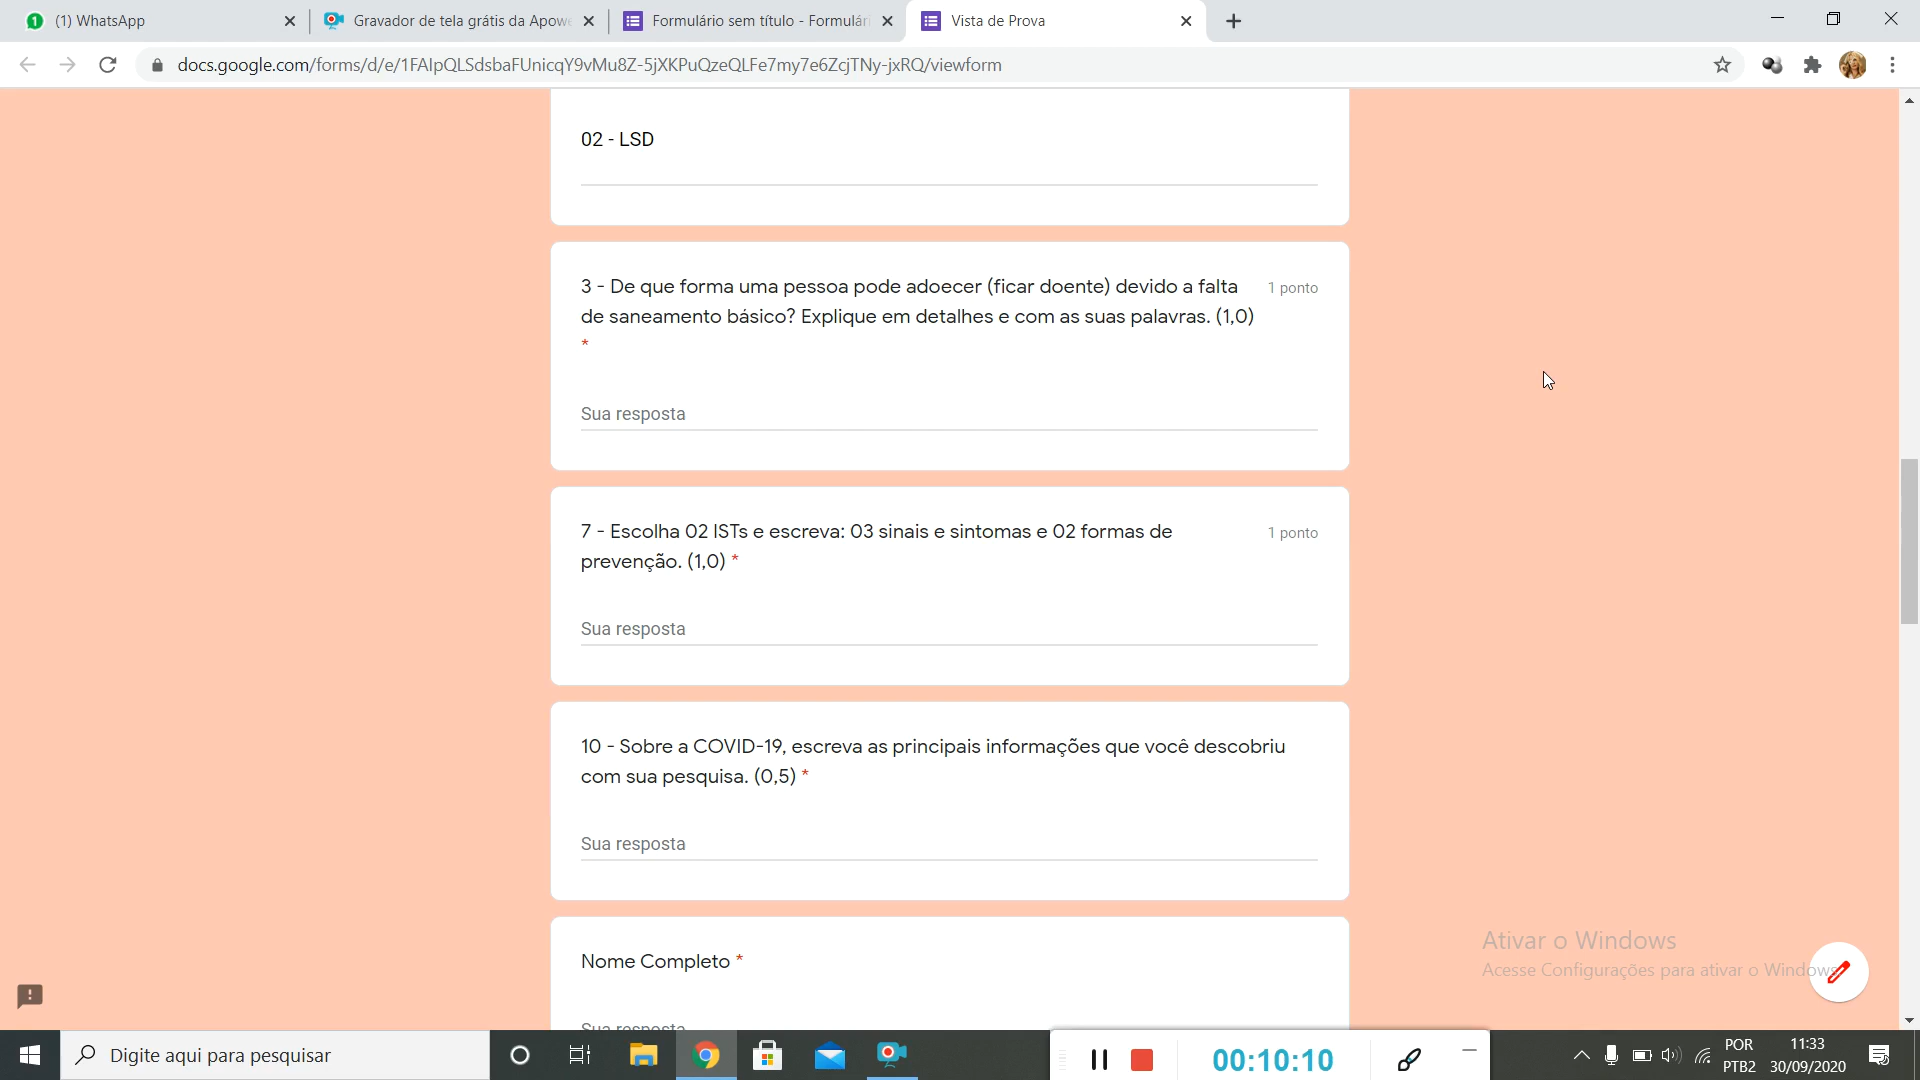 (1) WhatsApp
Gravador de tela grátis da Apowe
Formulário sem título - Formulári
Vista de Prova
docs.google.com/forms/d/e/1FAIpQLSdsbaFUnicqY9vMu8Z-5jXKPuQzeQLFe7my7e6ZcjTNy-jxRQ/viewform
02 - LSD
3 - De que forma uma pessoa pode adoecer (ficar doente) devido a falta
1 ponto
de saneamento básico? Explique em detalhes e com as suas palavras. (1,0)
*
Sua resposta
7 - Escolha 02 ISTs e escreva: 03 sinais e sintomas e 02 formas de
1 ponto
prevenção. (1,0) *
Sua resposta
10 - Sobre a COVID-19, escreva as principais informações que você descobriu
com sua pesquisa. (0,5) *
Sua resposta
Nome Completo *
Sua resposta
Ativar o Windows
Acesse Configurações para ativar o Windows.
Digite aqui para pesquisar
00:10:10
POR
PTB2
11:33
30/09/2020